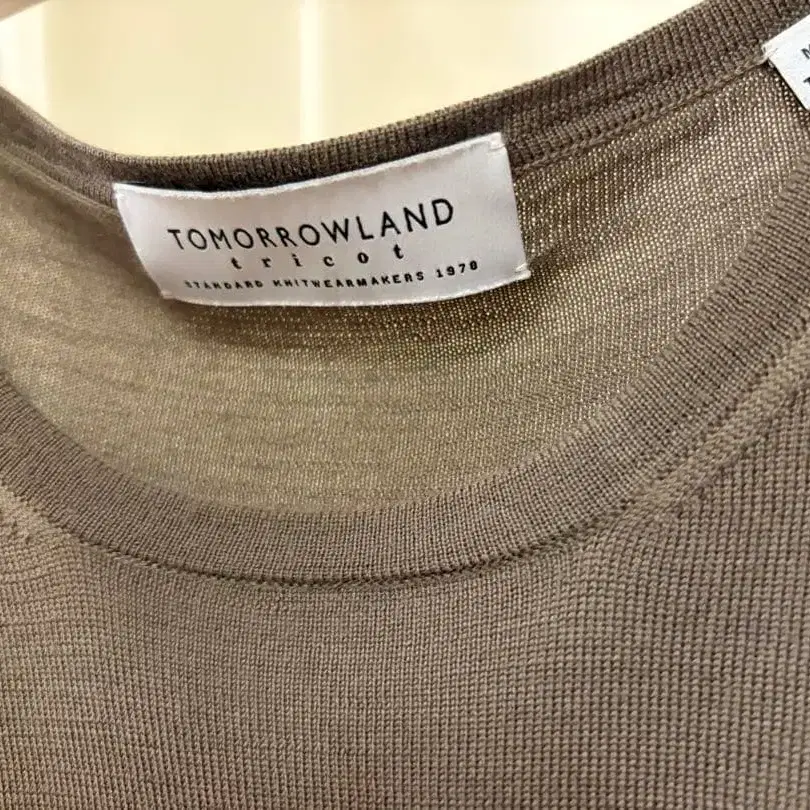 TOMORROWLAND
tricot
STANDARD KNITWEARMAKERS 1978